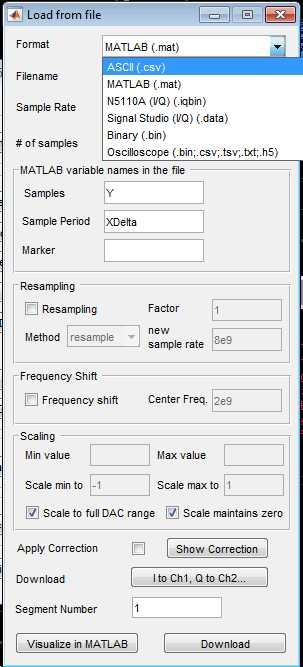 Load from file
Format
MATLAB (.mat)
ASCII (.csv)
MATLAB (.mat)
N5110A (I/Q) (.iqbin)
Signal Studio (I/Q) (.data)
Binary (.bin)
Oscilloscope (.bin;.csv;.tsv;.txt;.h5)
Filename
Sample Rate
# of samples
MATLAB variable names in the file
Samples Y
Sample Period XDelta
Marker
Resampling
Resampling Factor 1
Method resample new sample rate 8e9
Frequency Shift
Frequency shift Center Freq. 2e9
Scaling
Min value Max value
Scale min to -1 Scale max to 1
Scale to full DAC range Scale maintains zero
Apply Correction Show Correction
Download I to Ch1, Q to Ch2...
Segment Number 1
Visualize in MATLAB Download